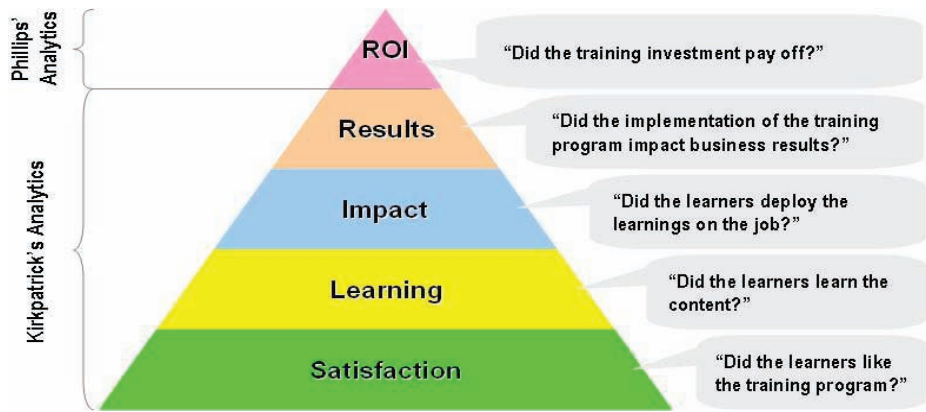 Phillips'
Analytics
ROI
“Did the training investment pay off?”
Kirkpatrick's Analytics
Results
“Did the implementation of the training
program impact business results?”
Impact
“Did the learners deploy the
learnings on the job?”
Learning
“Did the learners learn the
content?”
Satisfaction
“Did the learners like
the training program?”